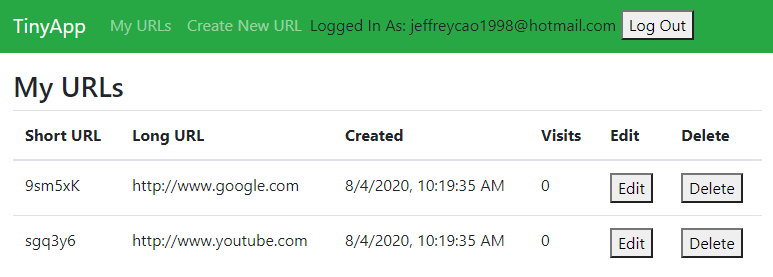 TinyApp My URLs Create New URL Logged In As: jeffreycao1998@hotmail.com Log Out
My URLs
Short URL Long URL Created Visits Edit Delete
9sm5xK http://www.google.com 8/4/2020, 10:19:35 AM 0 Edit Delete
sgq3y6 http://www.youtube.com 8/4/2020, 10:19:35 AM 0 Edit Delete